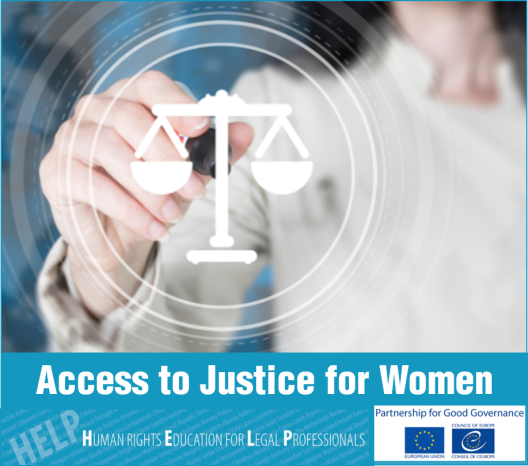 Access to Justice for Women
HELP
HUMAN RIGHTS EDUCATION FOR LEGAL PROFESSIONALS
Partnership for Good Governance
EUROPEAN UNION
COUNCIL OF EUROPE
CONSEIL DE L'EUROPE